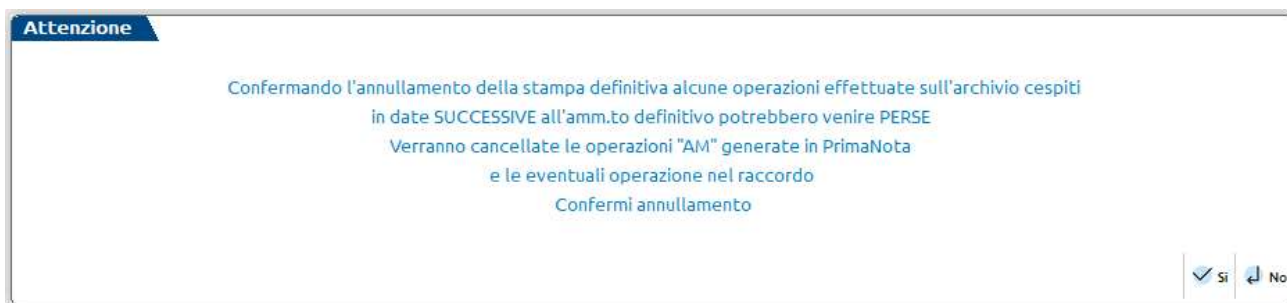 Attenzione
Confermando l'annullamento della stampa definitiva alcune operazioni effettuate sull'archivio cespiti
in date SUCCESSIVE all'amm.to definitivo potrebbero venire PERSE
Verranno cancellate le operazioni "AM" generate in PrimaNota
e le eventuali operazione nel raccordo
Confermi annullamento
Si No